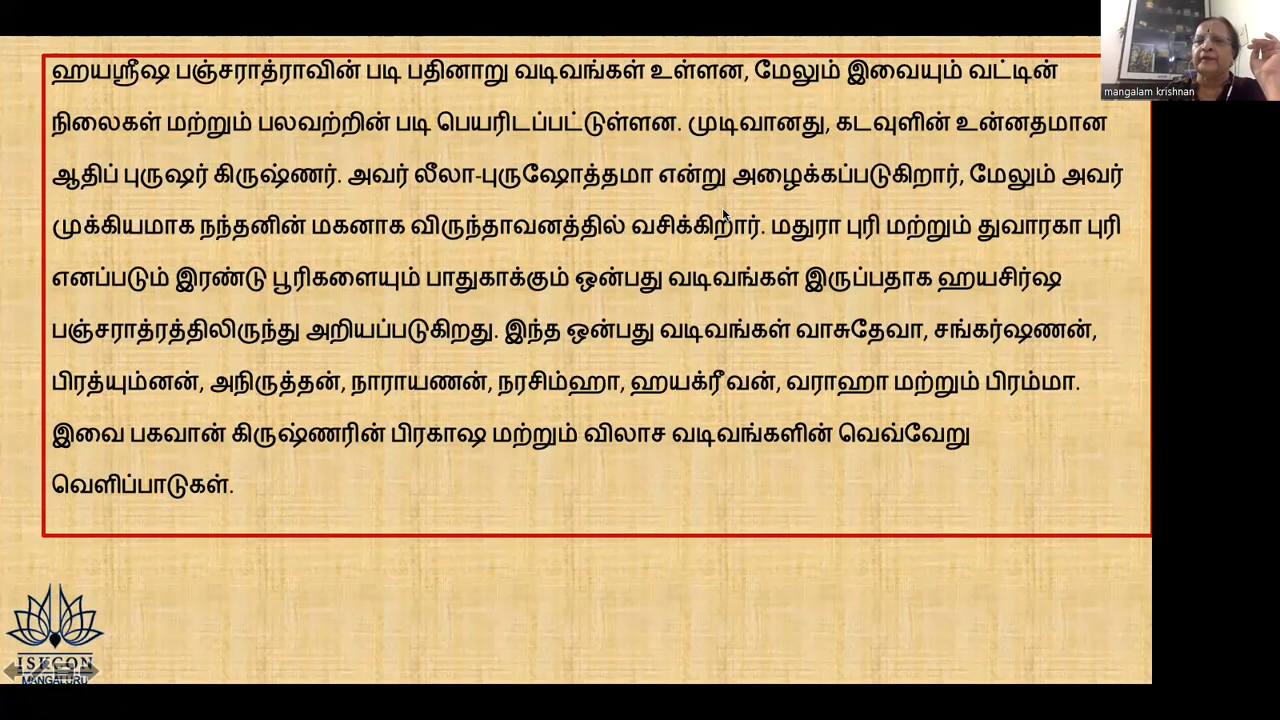 ஹயஶ்ரீஷ பஞ்சராத்ராவின் படி பதினாறு வடிவங்கள் உள்ளன, மேலும் இவையும் வட்டின்
நிலைகள் மற்றும் பலவற்றின் படி பெயரிடப்பட்டுள்ளன. முடிவானது, கடவுளின் உன்னதமான
ஆதிப் புருஷர் கிருஷ்ணர். அவர் லீலா-புருஷோத்தமா என்று அழைக்கப்படுகிறார், மேலும் அவர்
முக்கியமாக நந்தனின் மகனாக விருந்தாவனத்தில் வசிக்கிறார். மதுரா புரி மற்றும் துவாரகா புரி
எனப்படும் இரண்டு பூரிகளையும் பாதுகாக்கும் ஒன்பது வடிவங்கள் இருப்பதாக ஹயசிர்ஷ
பஞ்சராத்ரத்திலிருந்து அறியப்படுகிறது. இந்த ஒன்பது வடிவங்கள் வாசுதேவா, சங்கர்ஷணன்,
பிரத்யும்னன், அநிருத்தன், நாராயணன், நரசிம்ஹா, ஹயக்ரீவன், வராஹா மற்றும் பிரம்மா.
இவை பகவான் கிருஷ்ணரின் பிரகாஷ மற்றும் விலாச வடிவங்களின் வெவ்வேறு
வெளிப்பாடுகள்.
mangalam krishnan
ISKCON
MANGALURU